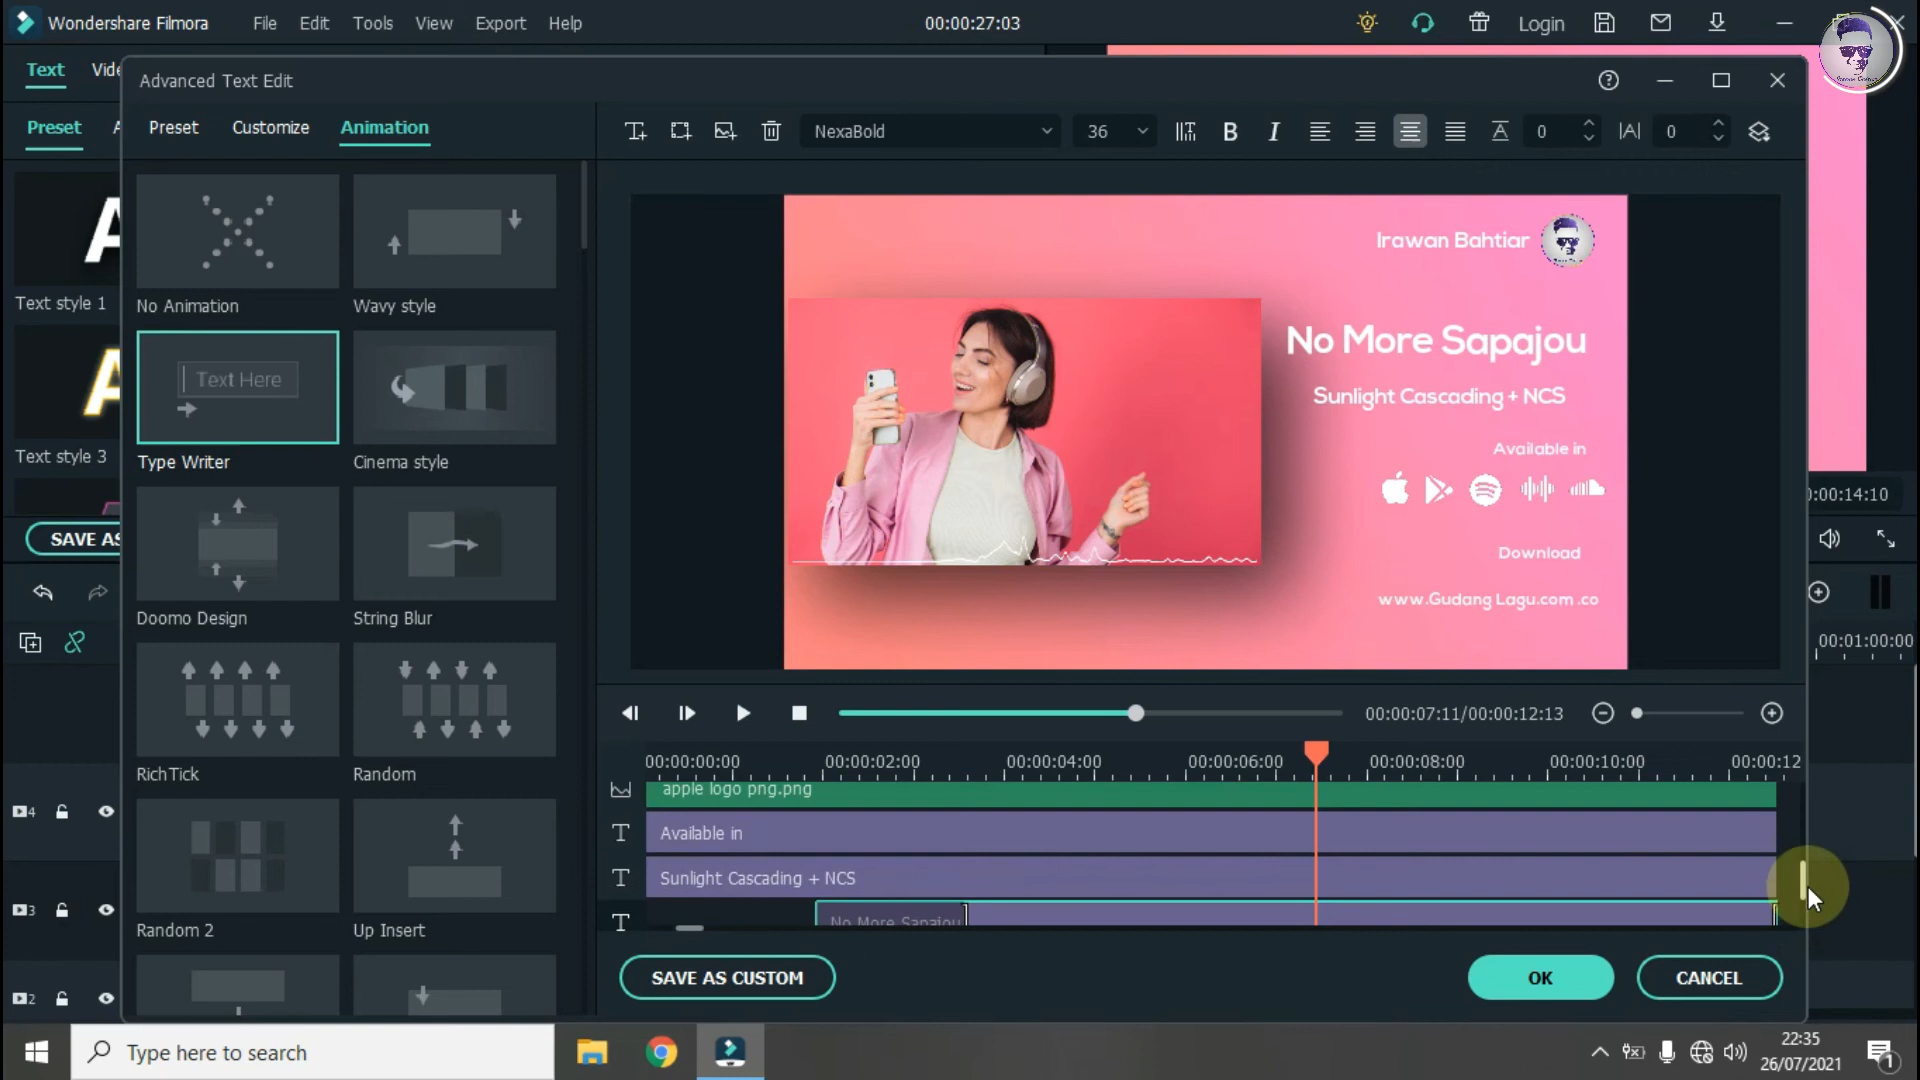 Wondershare Filmora File Edit Tools View Export Help 00:00:27:03 Login
Text
Advanced Text Edit
Preset
Preset Customize Animation
NexaBold 36 B I 0 0
Text Here
Text style 1
Text style 3
SAVE AS
No Animation Wavy style
Type Writer Cinema style
Doomo Design String Blur
RichTick Random
Random 2 Up Insert
Irawan Bahtiar
No More Sapajou
Sunlight Cascading + NCS
Available in
Download
www.Gudang Lagu.com .co
:00:14:10
00:01:00:00
00:00:07:11/00:00:12:13
00:00:00:00 00:00:02:00 00:00:04:00 00:00:06:00 00:00:08:00 00:00:10:00 00:00:12
apple logo png.png
Available in
Sunlight Cascading + NCS
No More Sapajou
4
3
2
SAVE AS CUSTOM OK CANCEL
Type here to search
22:35
26/07/2021
1